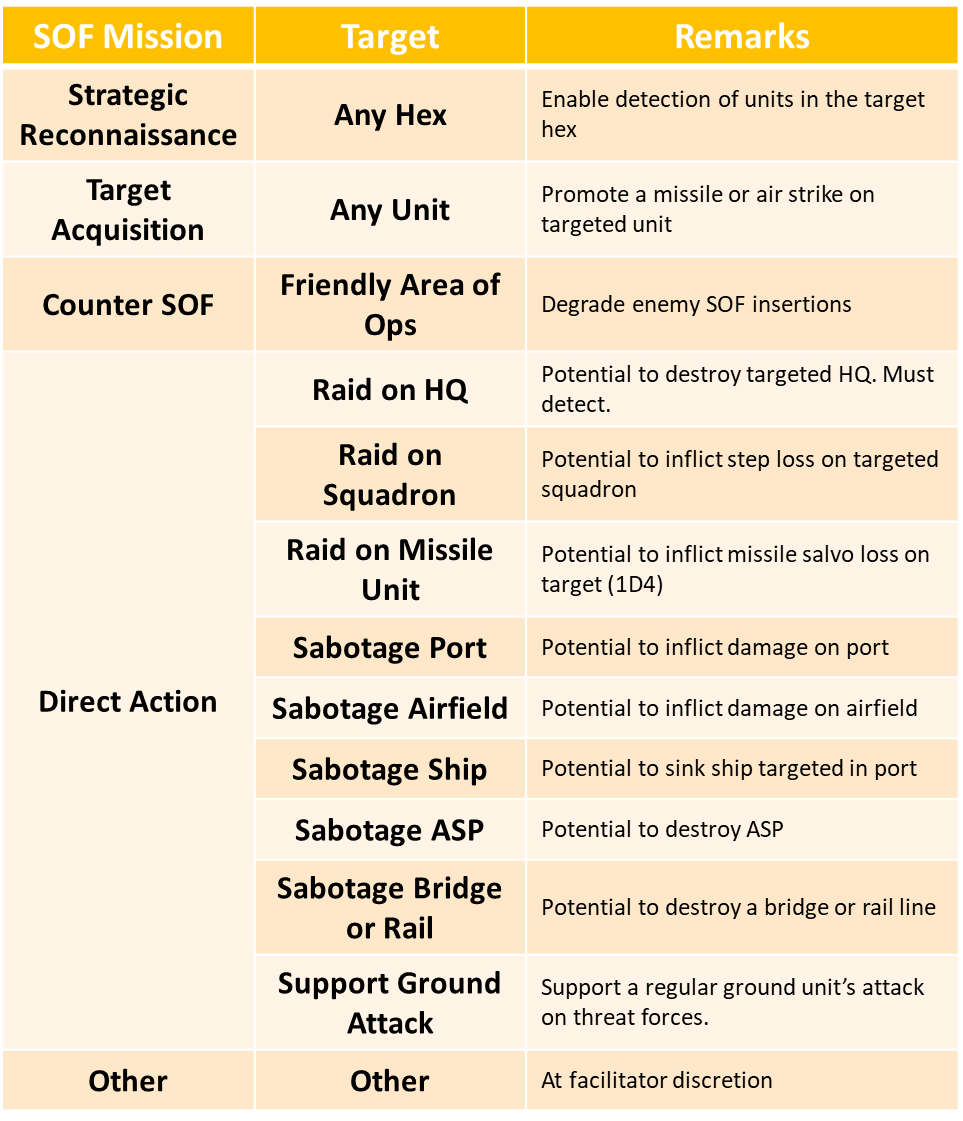 SOF Mission
Target
Remarks
Strategic
Reconnaissance
Any Hex
Enable detection of units in the target
hex
Target
Acquisition
Any Unit
Promote a missile or air strike on
targeted unit
Counter SOF
Friendly Area of
Ops
Degrade enemy SOF insertions
Direct Action
Raid on HQ
Potential to destroy targeted HQ. Must
detect.
Raid on
Squadron
Potential to inflict step loss on targeted
squadron
Raid on Missile
Unit
Potential to inflict missile salvo loss on
target (1D4)
Sabotage Port
Potential to inflict damage on port
Sabotage Airfield
Potential to inflict damage on airfield
Sabotage Ship
Potential to sink ship targeted in port
Sabotage ASP
Potential to destroy ASP
Sabotage Bridge
or Rail
Potential to destroy a bridge or rail line
Support Ground
Attack
Support a regular ground unit’s attack
on threat forces.
Other
Other
At facilitator discretion